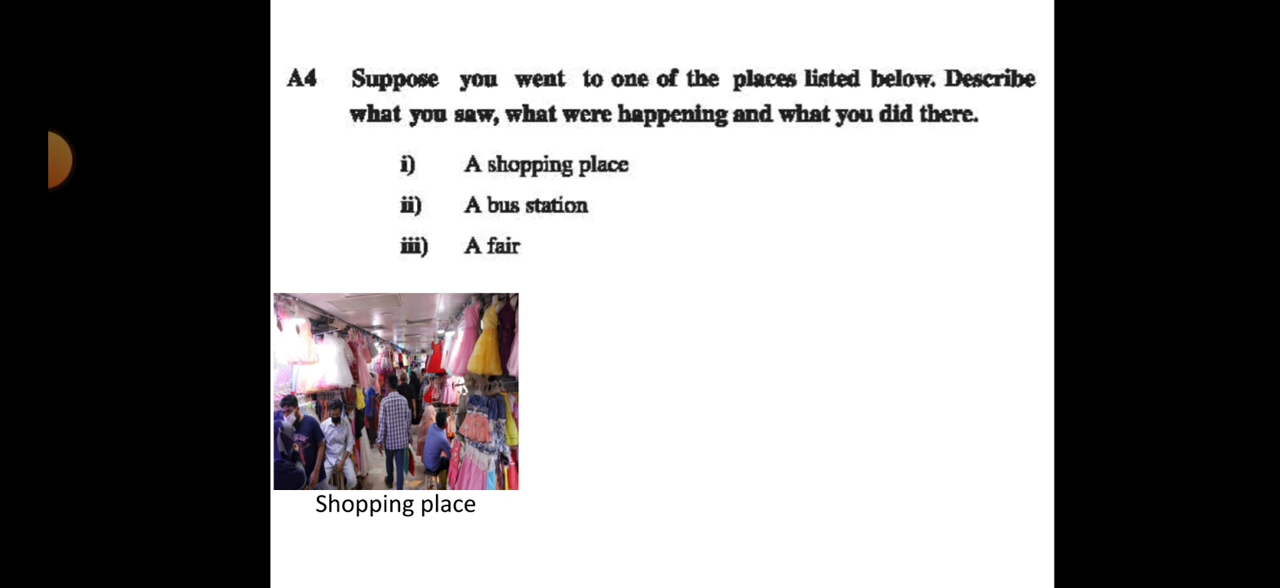 A4 Suppose you went to one of the places listed below. Describe
what you saw, what were happening and what you did there.
i) A shopping place
ii) A bus station
iii) A fair
Shopping place